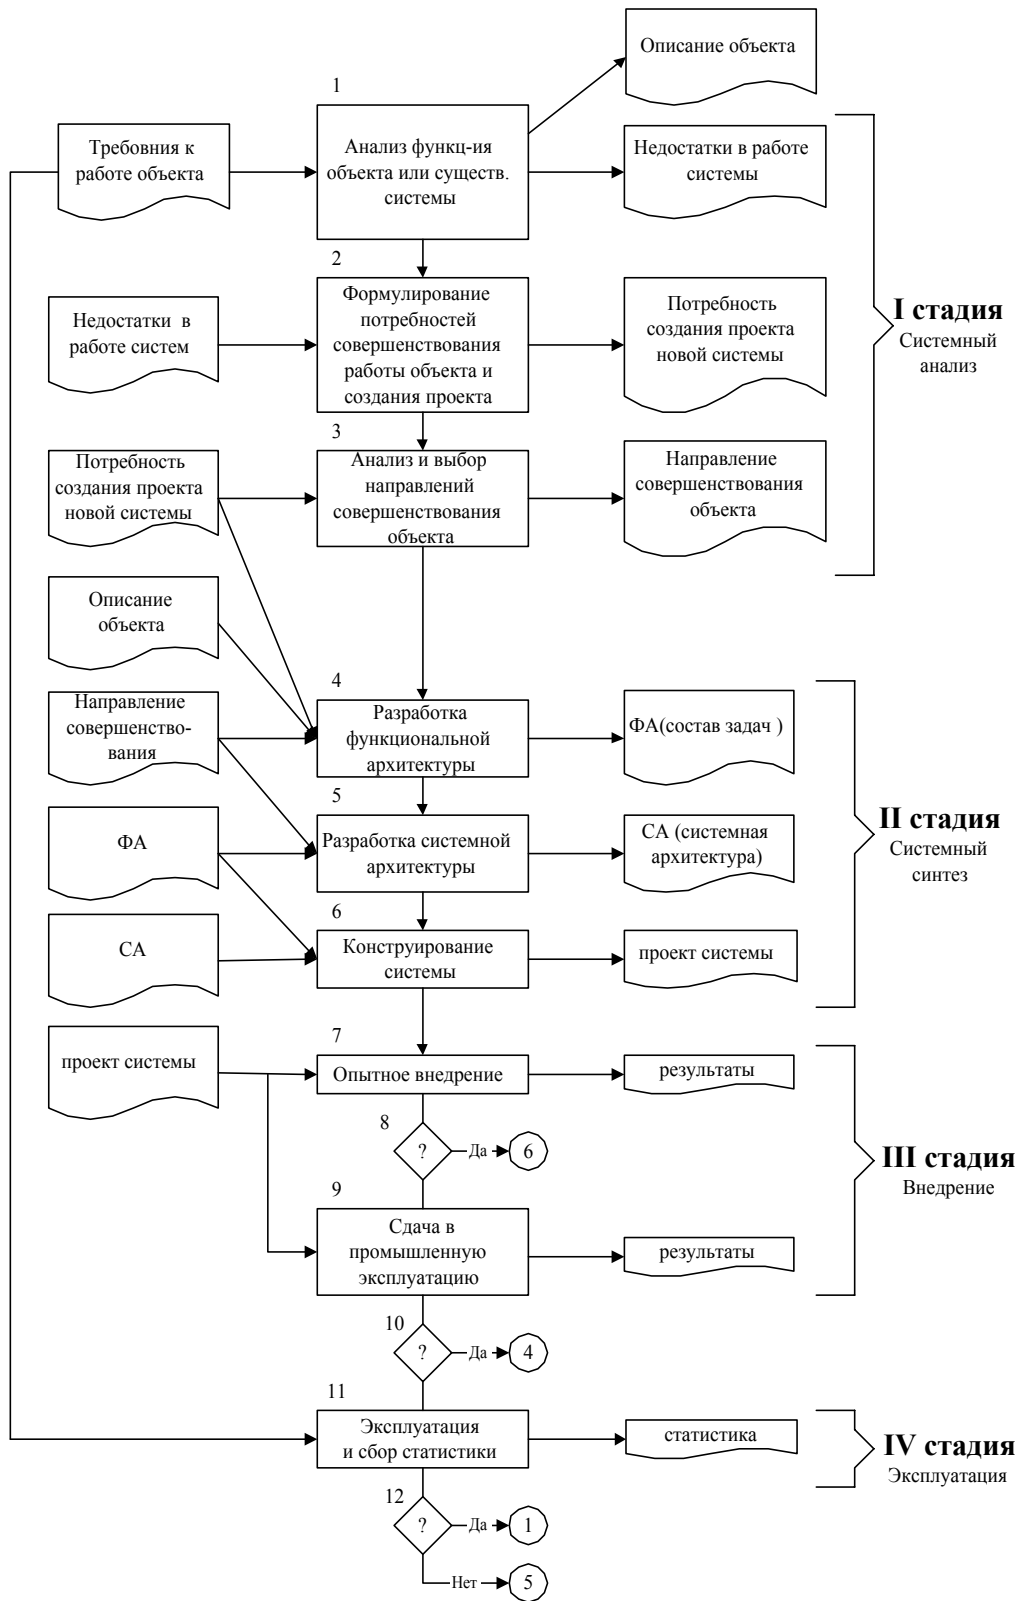 Описание объекта
1
Требовния к
работе объекта
Анализ функц-ия
объекта или существ.
системы
Недостатки в работе
системы
2
Недостатки в
работе систем
Формулирование
потребностей
совершенствования
работы объекта и
создания проекта
Потребность
создания проекта
новой системы
I стадия
Системный
анализ
3
Потребность
создания проекта
новой системы
Анализ и выбор
направлений
совершенствования
объекта
Направление
совершенствования
объекта
Описание
объекта
4
Направление
совершенство-
вания
Разработка
функциональной
архитектуры
ФА(состав задач )
5
ФА
Разработка системной
архитектуры
СА (системная
архитектура)
II стадия
Системный
синтез
6
СА
Конструирование
системы
проект системы
7
проект системы
Опытное внедрение
результаты
8
?
Да
6
III стадия
Внедрение
9
Сдача в
промышленную
эксплуатацию
результаты
10
?
Да
4
11
Эксплуатация
и сбор статистики
статистика
IV стадия
Эксплуатация
12
?
Да
1
Нет
5